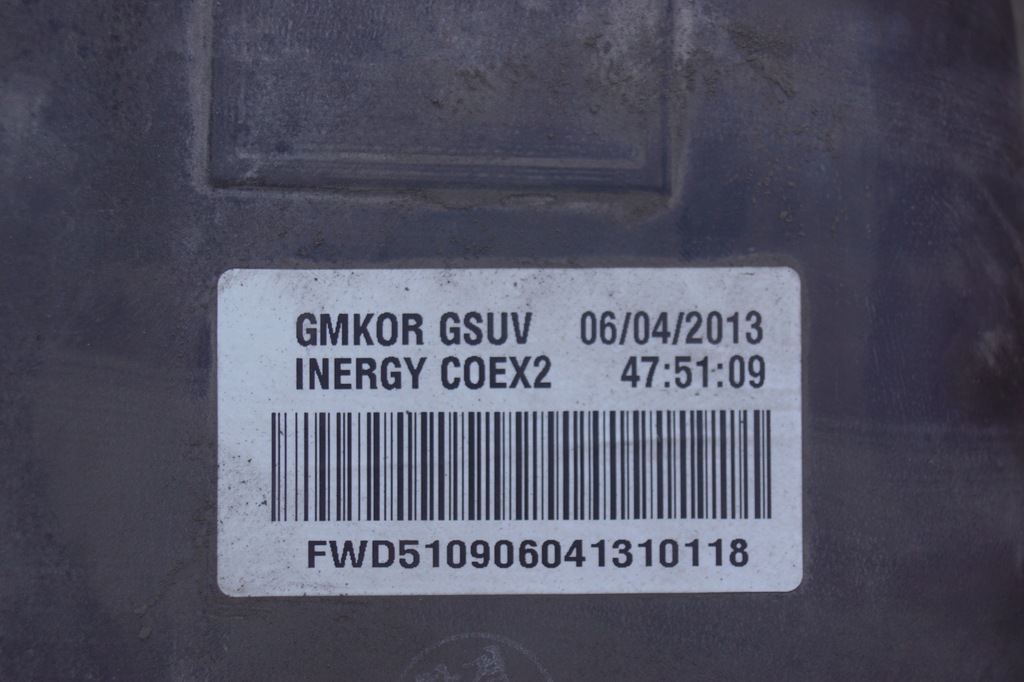 GMKOR GSUV 06/04/2013
INERGY COEX2 47:51:09
FWD510906041310118